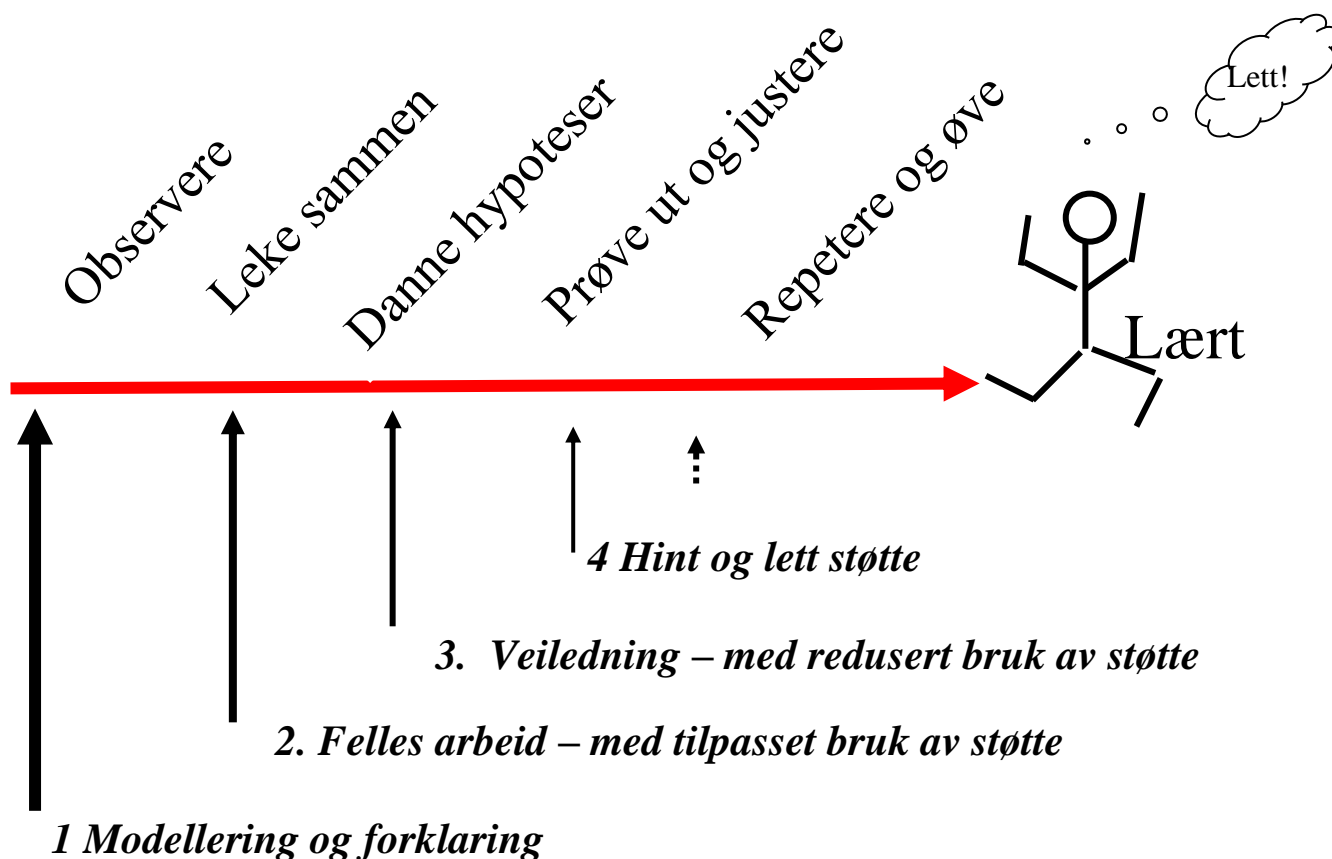 Observere
Leke sammen
Danne hypoteser
Prøve ut og justere
Repetere og øve
Lett!
Lært
4 Hint og lett støtte
3. Veiledning – med redusert bruk av støtte
2. Felles arbeid – med tilpasset bruk av støtte
1 Modellering og forklaring